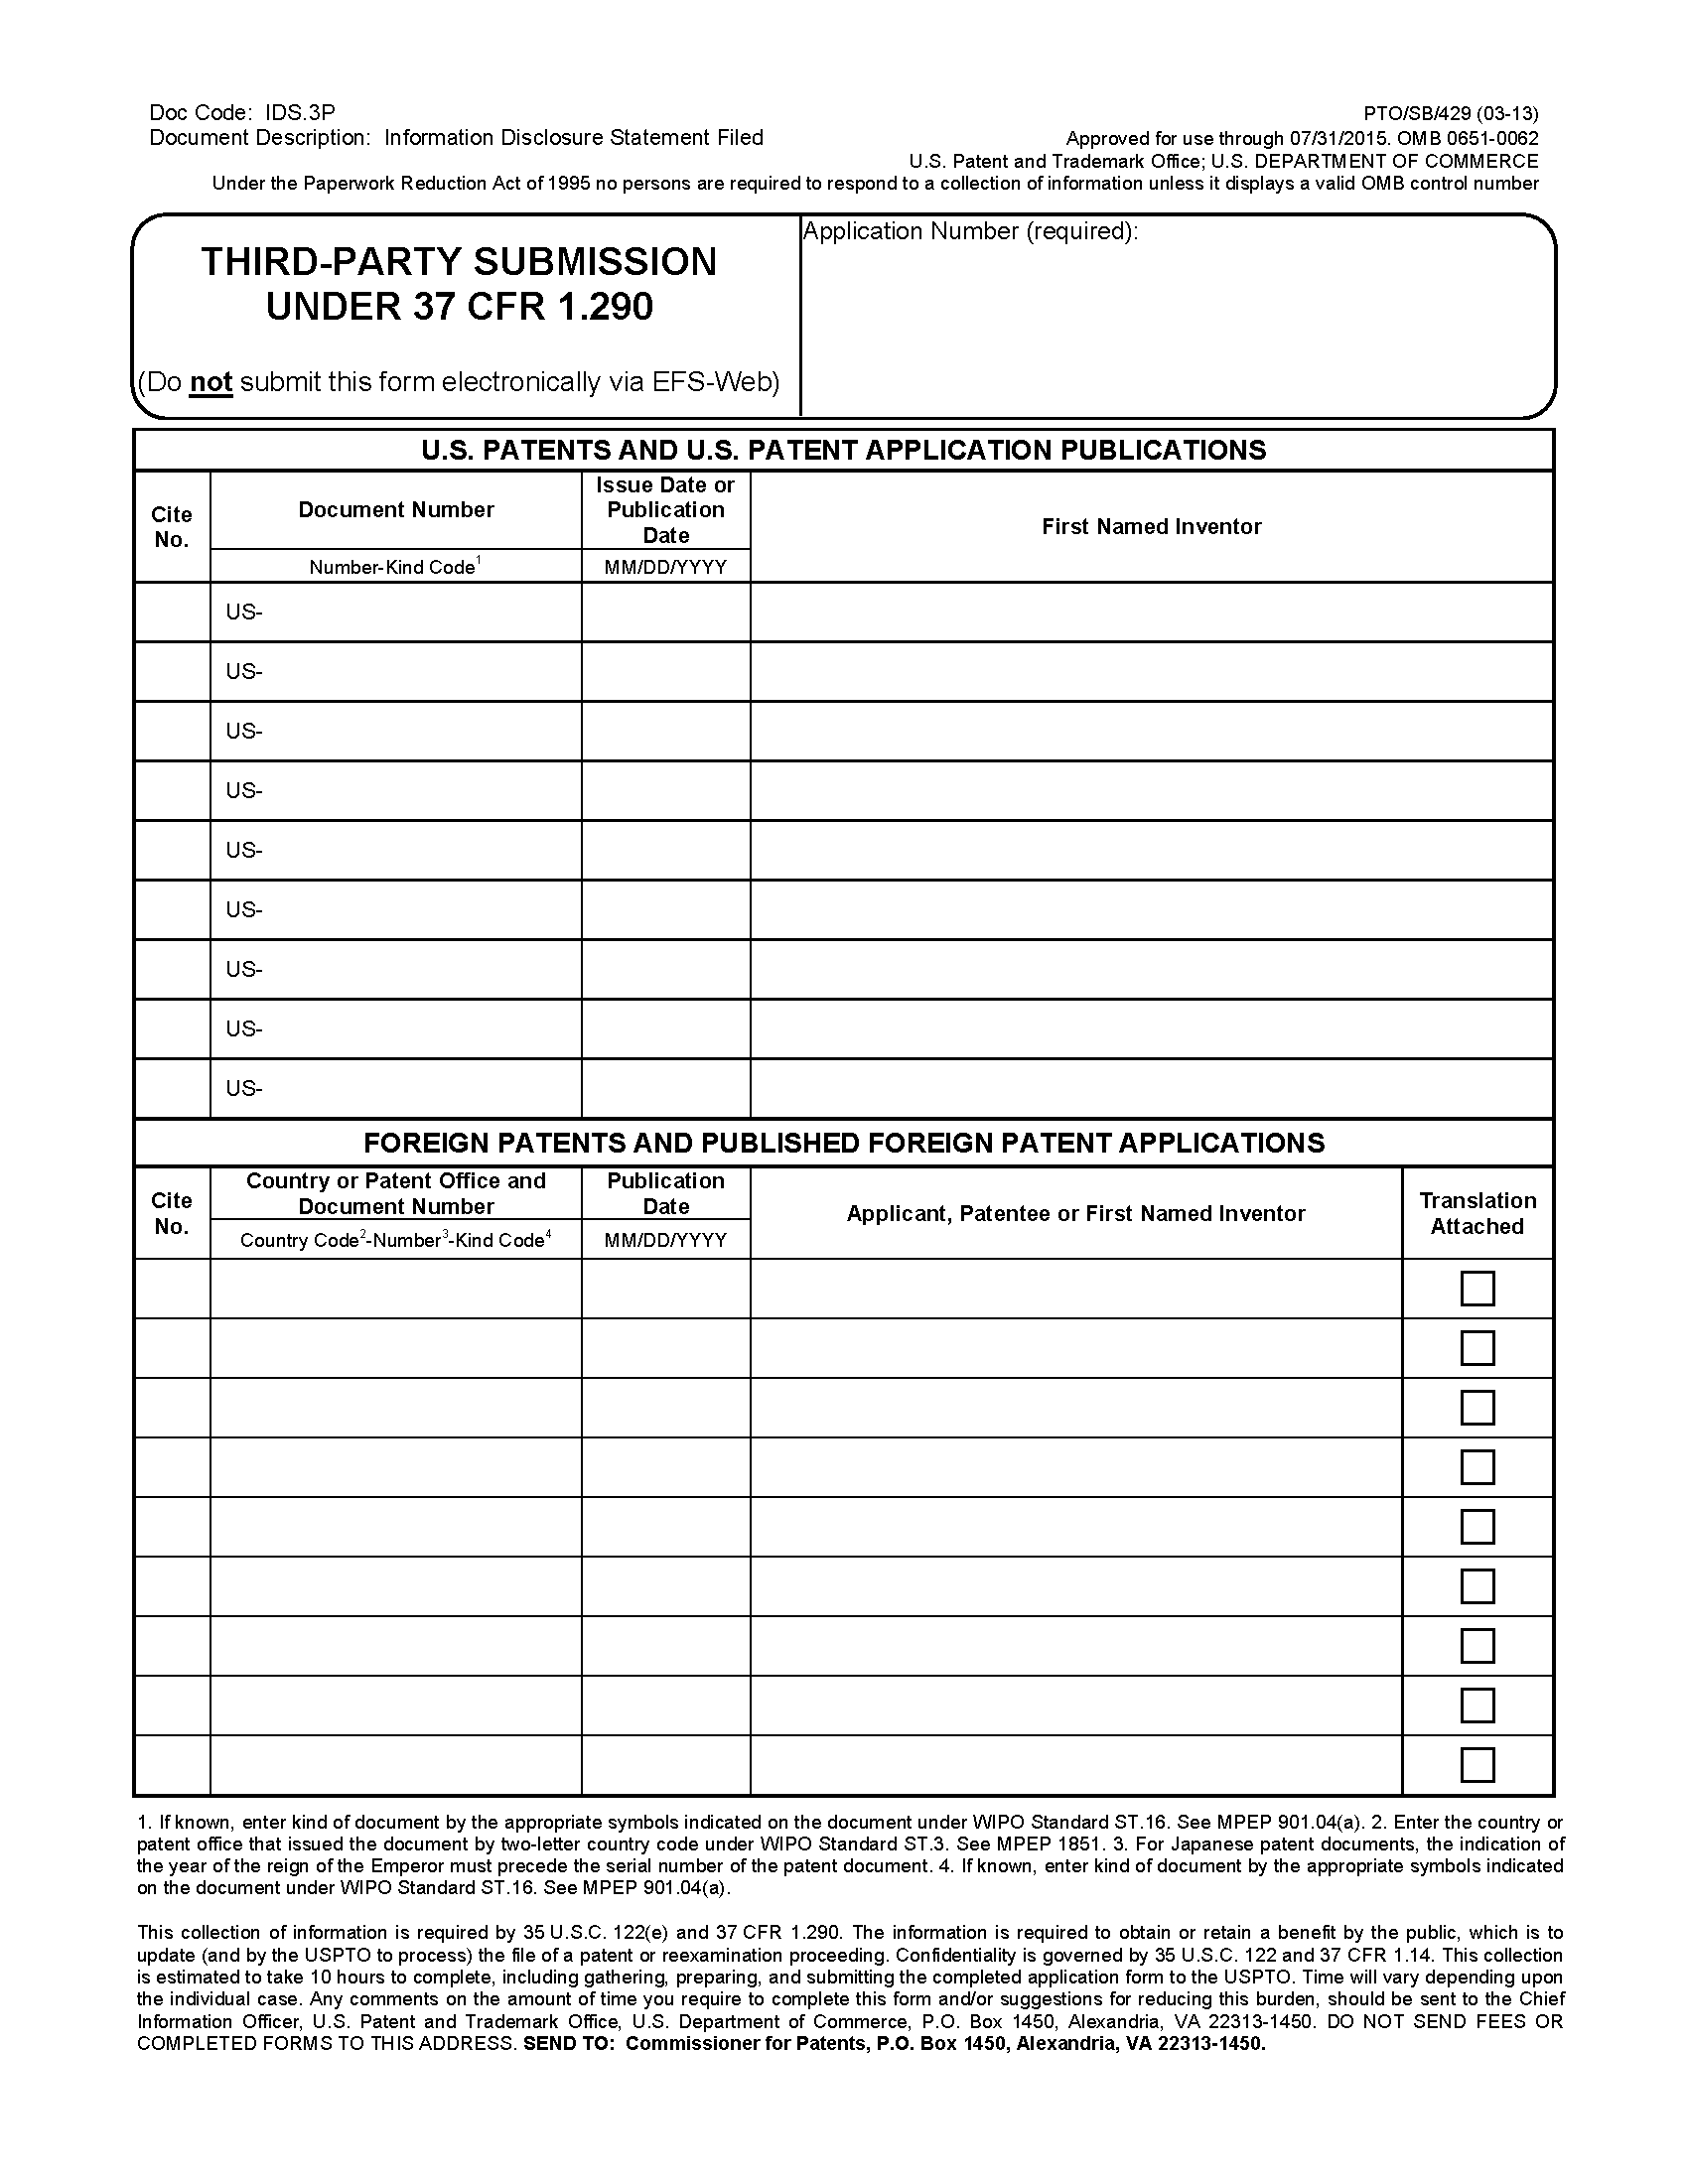 Doc Code: IDS.3P
Document Description: Information Disclosure Statement Filed
PTO/SB/429 (03-13)
Approved for use through 07/31/2015. OMB 0651-0062
U.S. Patent and Trademark Office; U.S. DEPARTMENT OF COMMERCE
Under the Paperwork Reduction Act of 1995 no persons are required to respond to a collection of information unless it displays a valid OMB control number
THIRD-PARTY SUBMISSION
UNDER 37 CFR 1.290
(Do not submit this form electronically via EFS-Web)
Application Number (required):
U.S. PATENTS AND U.S. PATENT APPLICATION PUBLICATIONS
Cite
No.
Document Number
Number-Kind Code1
Issue Date or
Publication
Date
MM/DD/YYYY
First Named Inventor
US-
US-
US-
US-
US-
US-
US-
US-
US-
FOREIGN PATENTS AND PUBLISHED FOREIGN PATENT APPLICATIONS
Cite
No.
Country or Patent Office and
Document Number
Country Code2-Number3-Kind Code4
Publication
Date
MM/DD/YYYY
Applicant, Patentee or First Named Inventor
Translation
Attached
1. If known, enter kind of document by the appropriate symbols indicated on the document under WIPO Standard ST.16. See MPEP 901.04(a). 2. Enter the country or
patent office that issued the document by two-letter country code under WIPO Standard ST.3. See MPEP 1851. 3. For Japanese patent documents, the indication of
the year of the reign of the Emperor must precede the serial number of the patent document. 4. If known, enter kind of document by the appropriate symbols indicated
on the document under WIPO Standard ST.16. See MPEP 901.04(a).
This collection of information is required by 35 U.S.C. 122(e) and 37 CFR 1.290. The information is required to obtain or retain a benefit by the public, which is to
update (and by the USPTO to process) the file of a patent or reexamination proceeding. Confidentiality is governed by 35 U.S.C. 122 and 37 CFR 1.14. This collection
is estimated to take 10 hours to complete, including gathering, preparing, and submitting the completed application form to the USPTO. Time will vary depending upon
the individual case. Any comments on the amount of time you require to complete this form and/or suggestions for reducing this burden, should be sent to the Chief
Information Officer, U.S. Patent and Trademark Office, U.S. Department of Commerce, P.O. Box 1450, Alexandria, VA 22313-1450. DO NOT SEND FEES OR
COMPLETED FORMS TO THIS ADDRESS. SEND TO: Commissioner for Patents, P.O. Box 1450, Alexandria, VA 22313-1450.